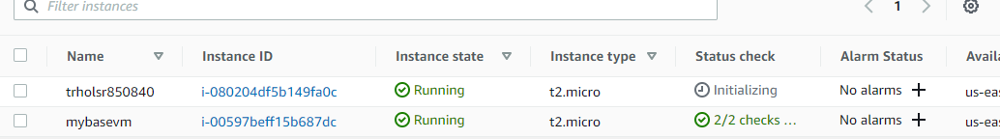 Filter instances 1
Name Instance ID Instance state Instance type Status check Alarm Status Availa
trholsr850840 i-080204df5b149fa0c Running t2.micro Initializing No alarms + us-eas
mybasevm i-00597beff15b687dc Running t2.micro 2/2 checks ... No alarms + us-eas